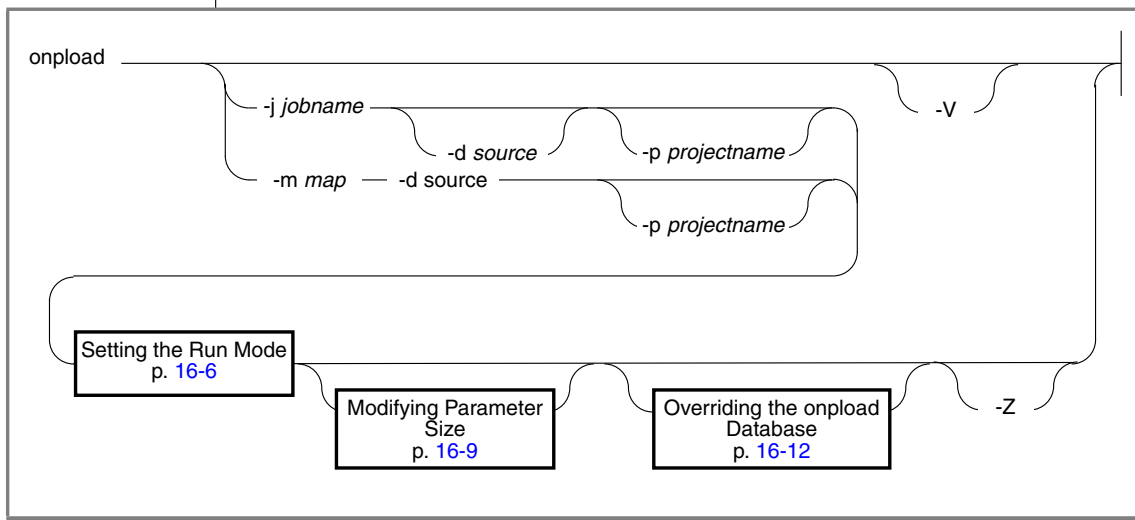 onpload
-V
-j jobname
-d source
-p projectname
-m map -d source
-p projectname
Setting the Run Mode
p. 16-6
Modifying Parameter
Size
p. 16-9
Overriding the onpload
Database
p. 16-12
-Z